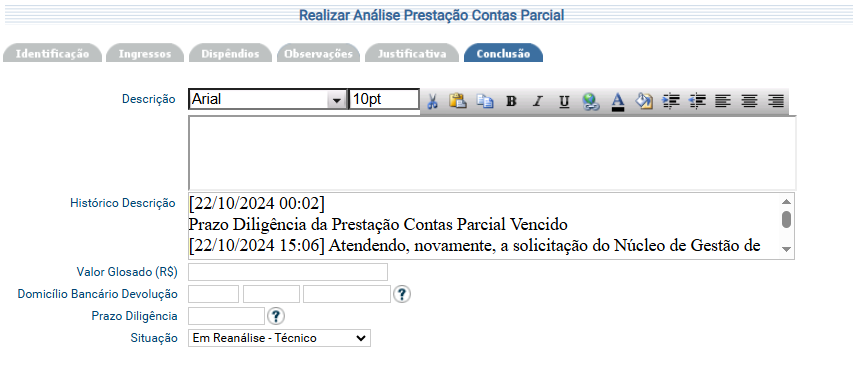 Realizar Análise Prestação Contas Parcial
Identificação Ingressos Dispêndios Observações Justificativa Conclusão
Descrição Arial 10pt B I U A
Histórico Descrição [22/10/2024 00:02]
Prazo Diligência da Prestação Contas Parcial Vencido
[22/10/2024 15:06] Atendendo, novamente, a solicitação do Núcleo de Gestão de
Valor Glosado (R$)
Domicílio Bancário Devolução ?
Prazo Diligência ?
Situação Em Reanálise - Técnico